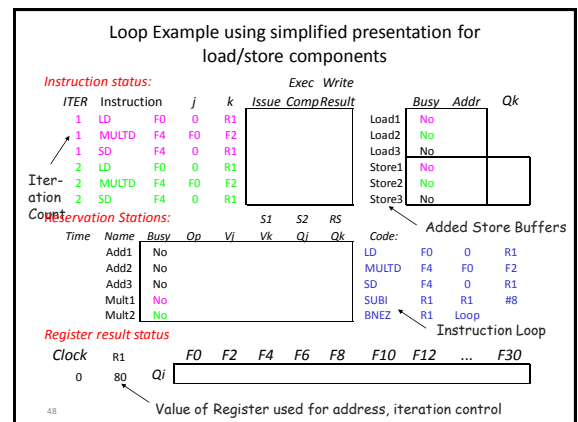 Loop Example using simplified presentation for
load/store components
Instruction status: Exec Write
ITER Instruction j k Issue Comp Result Busy Addr Qk
1 LD F0 0 R1 Load1 No
1 MULTD F4 F0 F2 Load2 No
1 SD F4 0 R1 Load3 No
2 LD F0 0 R1 Store1 No
2 MULTD F4 F0 F2 Store2 No
2 SD F4 0 R1 Store3 No
Iter-
ation
Count
Added Store Buffers
Reservation Stations: S1 S2 RS
Time Name Busy Op Vj Vk Qj Qk Code:
Add1 No LD F0 0 R1
Add2 No MULTD F4 F0 F2
Add3 No SD F4 0 R1
Mult1 No SUBI R1 R1 #8
Mult2 No BNEZ R1 Loop
Instruction Loop
Register result status
Clock R1 F0 F2 F4 F6 F8 F10 F12 ... F30
0 80 Qi
Value of Register used for address, iteration control
48